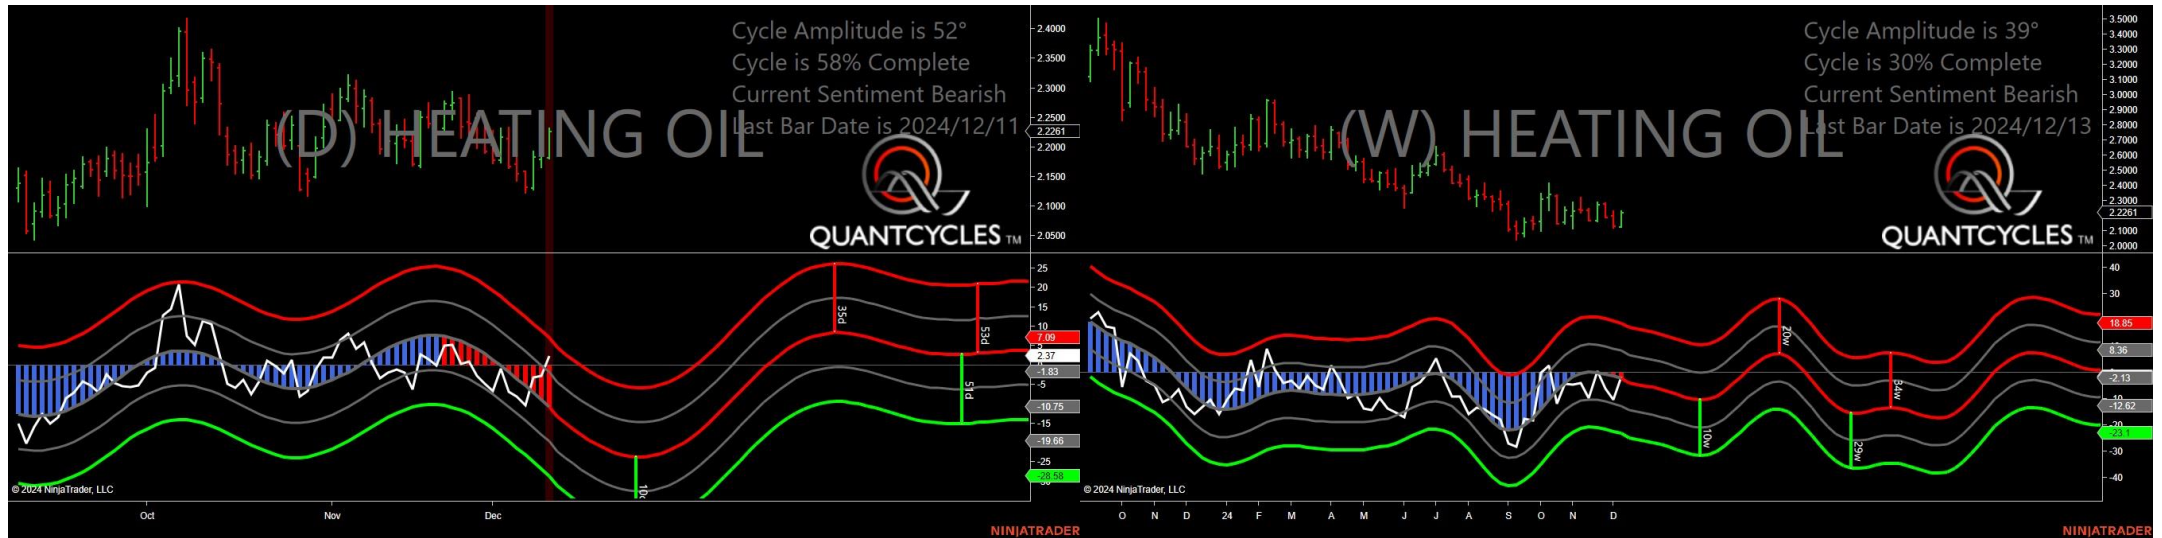 Cycle Amplitude is 52°
Cycle is 58% Complete
Current Sentiment Bearish
Last Bar Date is 2024/12/11
(D) HEATING OIL
QUANTCYCLES TM
2.4000
2.3500
2.3000
2.2500
2.2261
2.2000
2.1500
2.1000
2.0500
35d
53d
51d
25
20
15
10
7.09
2.37
-1.83
-5
-10.75
-15
-19.66
-25
-28.58
© 2024 NinjaTrader, LLC
Oct Nov Dec
NINJATRADER
Cycle Amplitude is 39°
Cycle is 30% Complete
Current Sentiment Bearish
Last Bar Date is 2024/12/13
(W) HEATING OIL
QUANTCYCLES TM
3.5000
3.4000
3.3000
3.2000
3.1000
3.0000
2.9000
2.8000
2.7000
2.6000
2.5000
2.4000
2.3000
2.2261
2.1000
2.0000
20w
34w
10w
29w
40
30
18.85
8.36
-2.13
-12.62
-23.1
-30
-40
© 2024 NinjaTrader, LLC
O N D 24 F M A M J J A S O N D
NINJATRADER